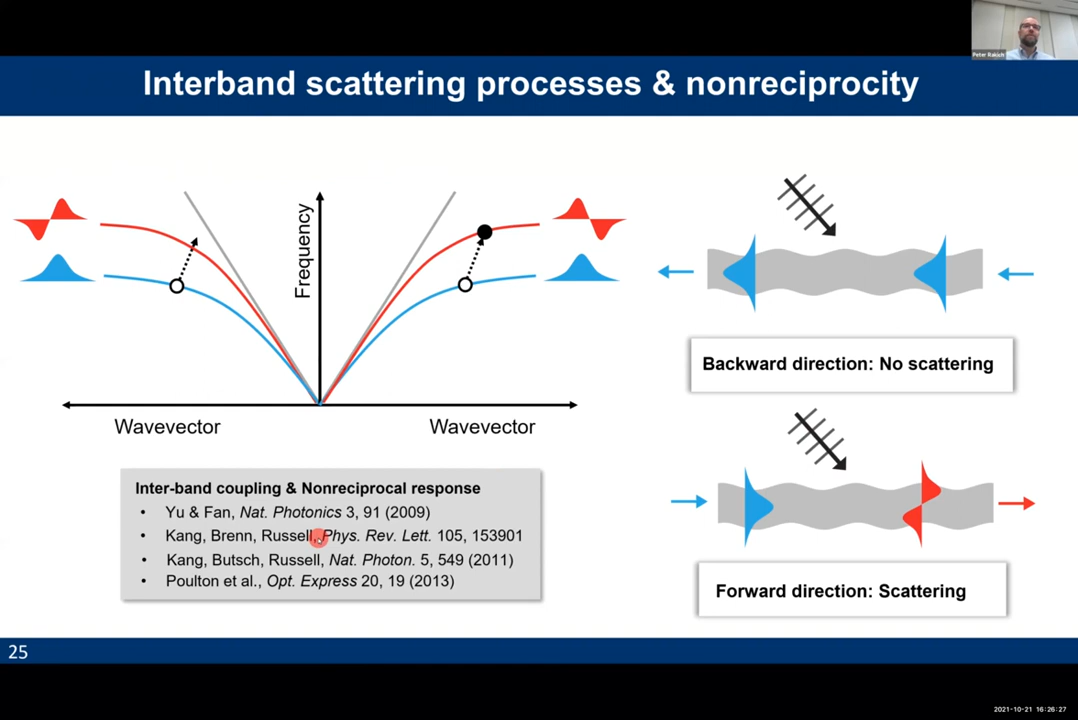 Peter Rakich
Interband scattering processes & nonreciprocity
Frequency
Wavevector
Wavevector
Inter-band coupling & Nonreciprocal response
• Yu & Fan, Nat. Photonics 3, 91 (2009)
• Kang, Brenn, Russell, Phys. Rev. Lett. 105, 153901
• Kang, Butsch, Russell, Nat. Photon. 5, 549 (2011)
• Poulton et al., Opt. Express 20, 19 (2013)
Backward direction: No scattering
Forward direction: Scattering
25
2021-10-21 16:26:27